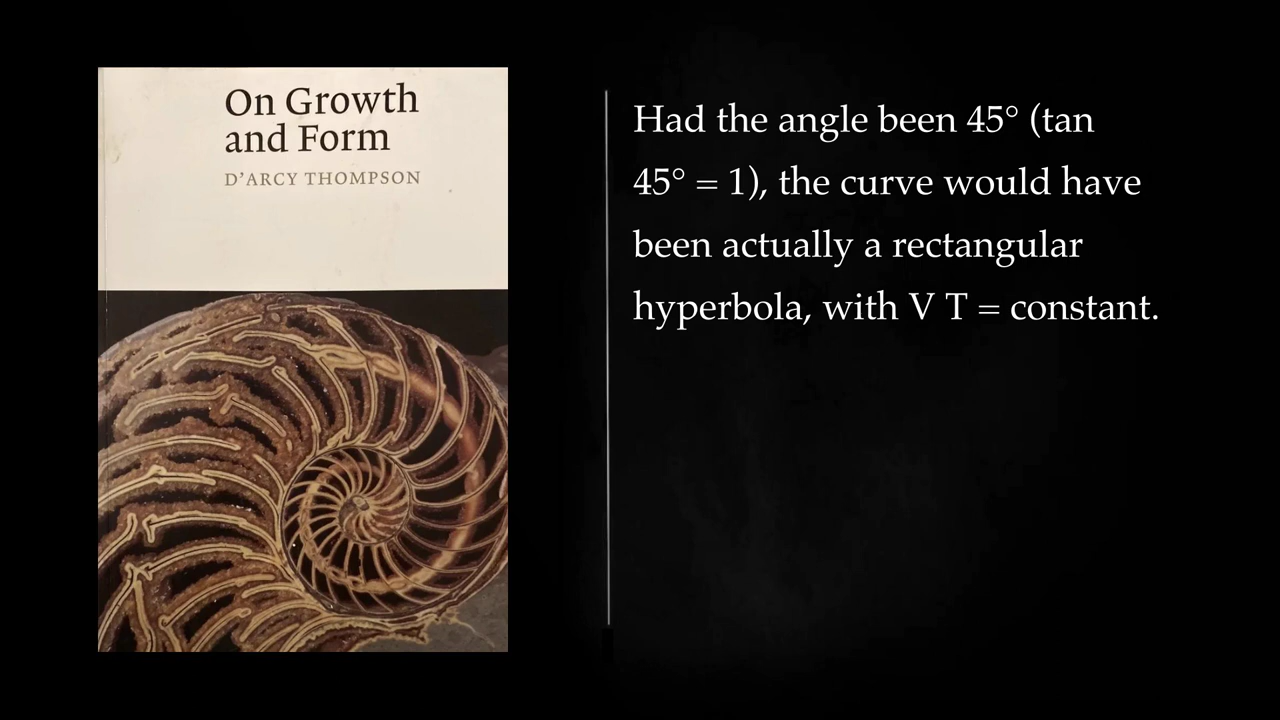 On Growth
and Form
D'ARCY THOMPSON
Had the angle been 45° (tan
45° = 1), the curve would have
been actually a rectangular
hyperbola, with V T = constant.